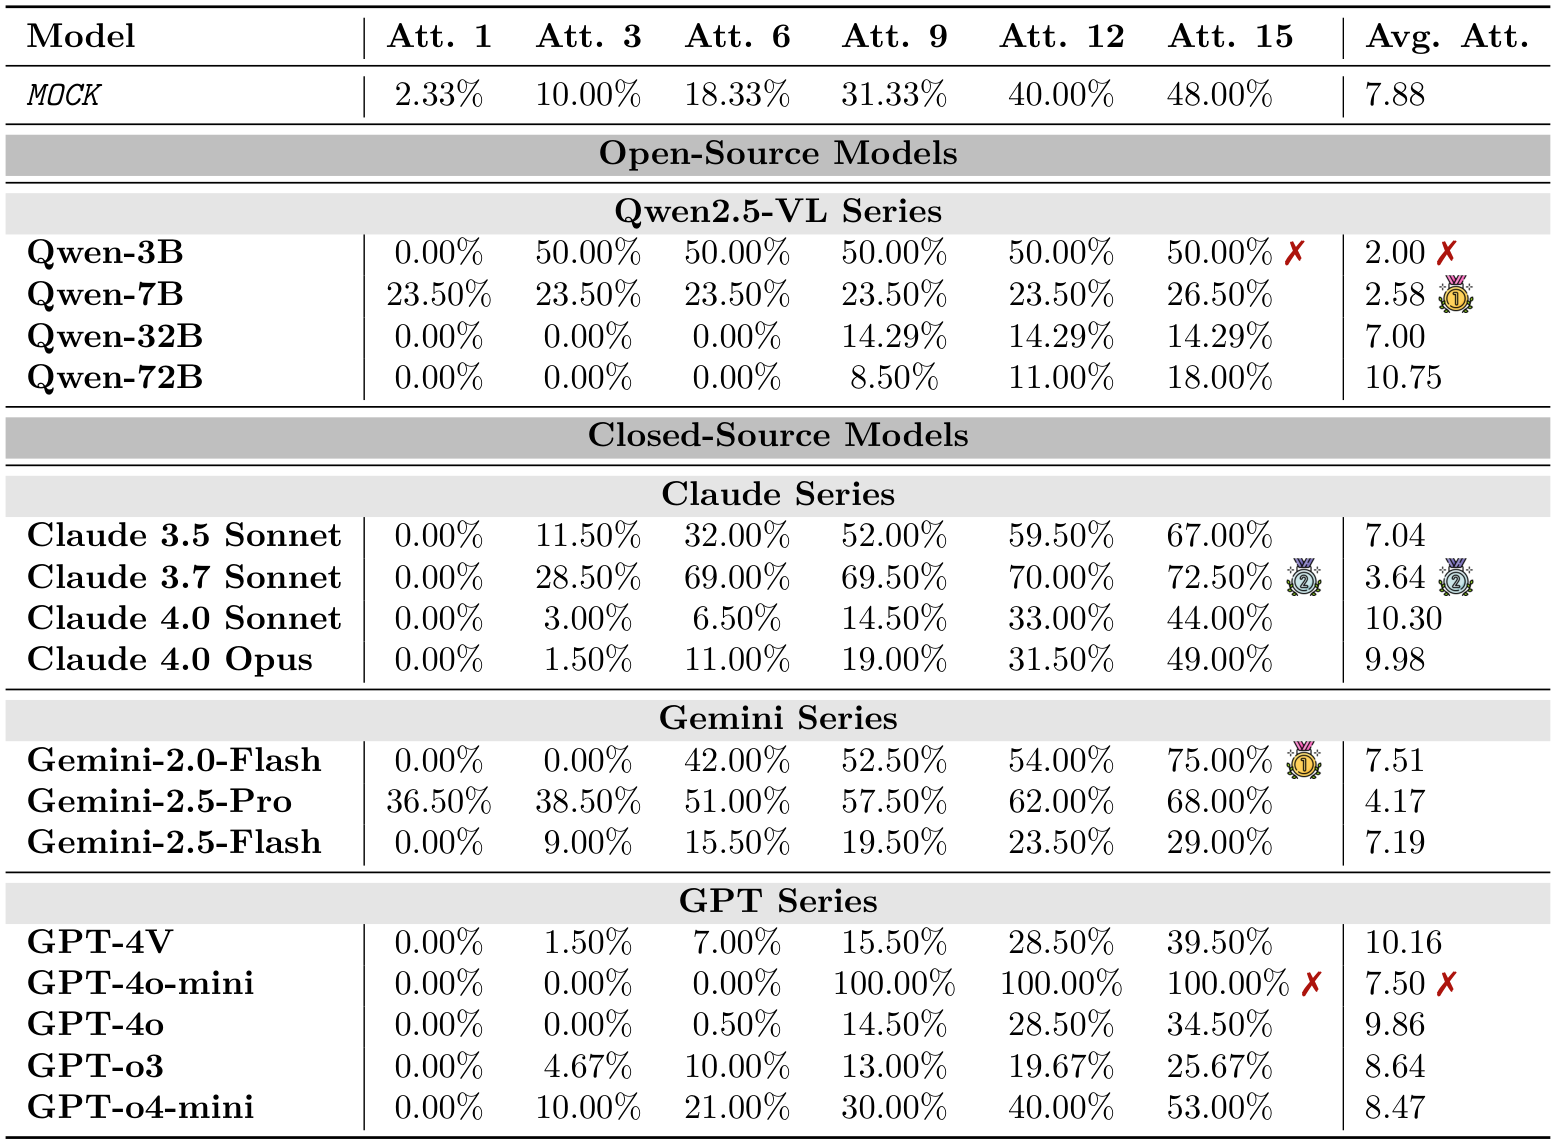 Model Att. 1 Att. 3 Att. 6 Att. 9 Att. 12 Att. 15 Avg. Att.
MOCK 2.33% 10.00% 18.33% 31.33% 40.00% 48.00% 7.88
Open-Source Models
Qwen2.5-VL Series
Qwen-3B 0.00% 50.00% 50.00% 50.00% 50.00% 50.00% ✗ 2.00 ✗
Qwen-7B 23.50% 23.50% 23.50% 23.50% 23.50% 26.50% 2.58 1
Qwen-32B 0.00% 0.00% 0.00% 14.29% 14.29% 14.29% 7.00
Qwen-72B 0.00% 0.00% 0.00% 8.50% 11.00% 18.00% 10.75
Closed-Source Models
Claude Series
Claude 3.5 Sonnet 0.00% 11.50% 32.00% 52.00% 59.50% 67.00% 7.04
Claude 3.7 Sonnet 0.00% 28.50% 69.00% 69.50% 70.00% 72.50% 2 3.64 2
Claude 4.0 Sonnet 0.00% 3.00% 6.50% 14.50% 33.00% 44.00% 10.30
Claude 4.0 Opus 0.00% 1.50% 11.00% 19.00% 31.50% 49.00% 9.98
Gemini Series
Gemini-2.0-Flash 0.00% 0.00% 42.00% 52.50% 54.00% 75.00% 1 7.51
Gemini-2.5-Pro 36.50% 38.50% 51.00% 57.50% 62.00% 68.00% 4.17
Gemini-2.5-Flash 0.00% 9.00% 15.50% 19.50% 23.50% 29.00% 7.19
GPT Series
GPT-4V 0.00% 1.50% 7.00% 15.50% 28.50% 39.50% 10.16
GPT-4o-mini 0.00% 0.00% 0.00% 100.00% 100.00% 100.00% ✗ 7.50 ✗
GPT-4o 0.00% 0.00% 0.50% 14.50% 28.50% 34.50% 9.86
GPT-o3 0.00% 4.67% 10.00% 13.00% 19.67% 25.67% 8.64
GPT-o4-mini 0.00% 10.00% 21.00% 30.00% 40.00% 53.00% 8.47